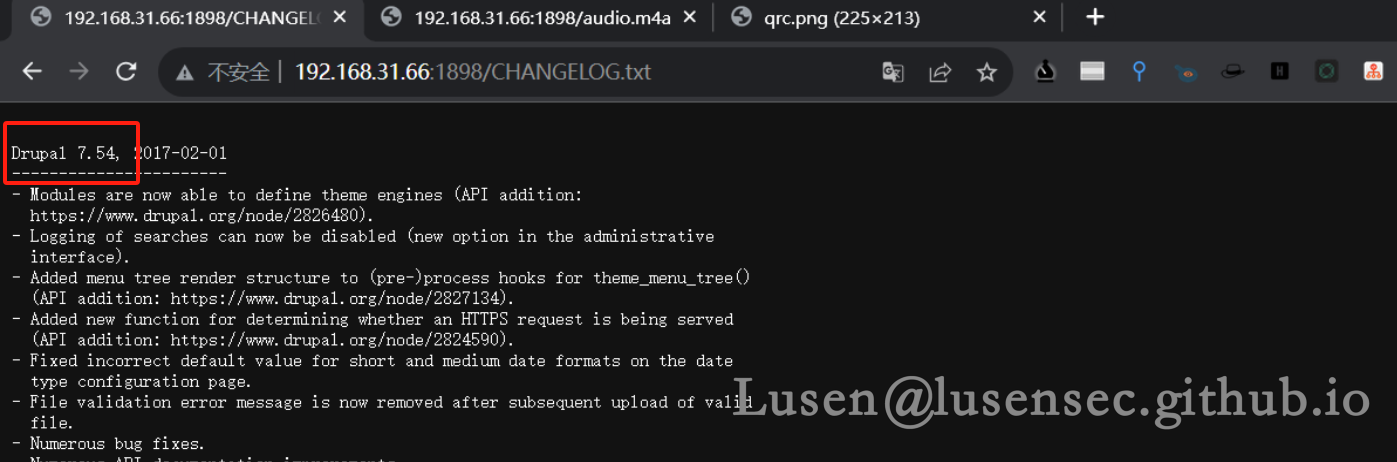 192.168.31.66:1898/CHANGEL
192.168.31.66:1898/audio.m4a
qrc.png (225×213)
不安全 | 192.168.31.66:1898/CHANGELOG.txt
Drupal 7.54, 2017-02-01
-----------------------
- Modules are now able to define theme engines (API addition:
https://www.drupal.org/node/2826480).
- Logging of searches can now be disabled (new option in the administrative
interface).
- Added menu tree render structure to (pre-)process hooks for theme_menu_tree()
(API addition: https://www.drupal.org/node/2827134).
- Added new function for determining whether an HTTPS request is being served
(API addition: https://www.drupal.org/node/2824590).
- Fixed incorrect default value for short and medium date formats on the date
type configuration page.
- File validation error message is now removed after subsequent upload of valid
file.
- Numerous bug fixes.
- Numerous API documentation improvements.
Lusen@lusensec.github.io